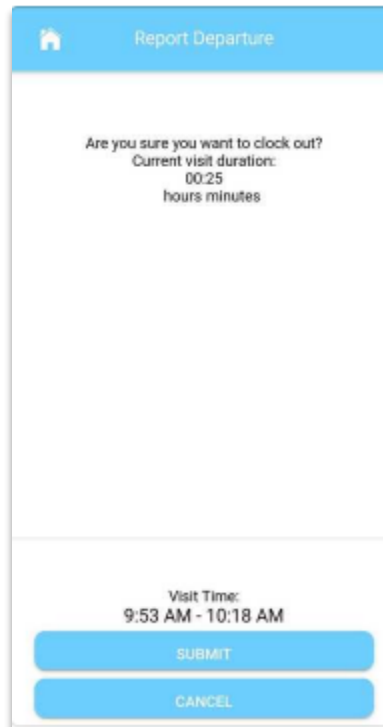 Report Departure
Are you sure you want to clock out?
Current visit duration:
00:25
hours minutes
Visit Time:
9:53 AM - 10:18 AM
SUBMIT
CANCEL